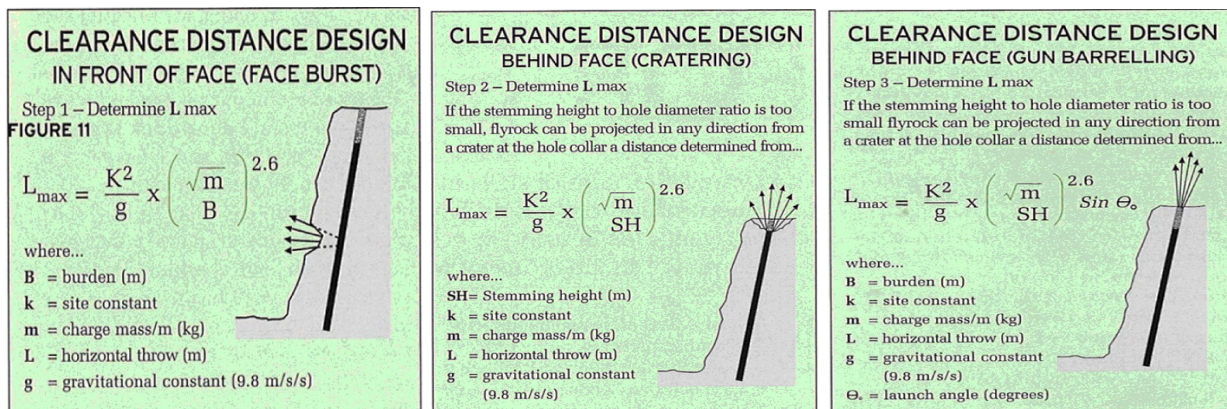 CLEARANCE DISTANCE DESIGN
IN FRONT OF FACE (FACE BURST)
Step 1 – Determine L max
FIGURE 11
L max = K² / g x ( √m / B ) 2.6
where...
B = burden (m)
k = site constant
m = charge mass/m (kg)
L = horizontal throw (m)
g = gravitational constant (9.8 m/s/s)
CLEARANCE DISTANCE DESIGN
BEHIND FACE (CRATERING)
Step 2 – Determine L max
If the stemming height to hole diameter ratio is too
small, flyrock can be projected in any direction from
a crater at the hole collar a distance determined from...
L max = K² / g x ( √m / SH ) 2.6
where...
SH= Stemming height (m)
k = site constant
m = charge mass/m (kg)
L = horizontal throw (m)
g = gravitational constant
(9.8 m/s/s)
CLEARANCE DISTANCE DESIGN
BEHIND FACE (GUN BARRELLING)
Step 3 – Determine L max
If the stemming height to hole diameter ratio is too
small flyrock can be projected in any direction from
a crater at the hole collar a distance determined from...
L max = K² / g x ( √m / SH ) 2.6 Sin Θₒ
where...
B = burden (m)
k = site constant
m = charge mass/m (kg)
L = horizontal throw (m)
g = gravitational constant
(9.8 m/s/s)
Θₒ = launch angle (degrees)